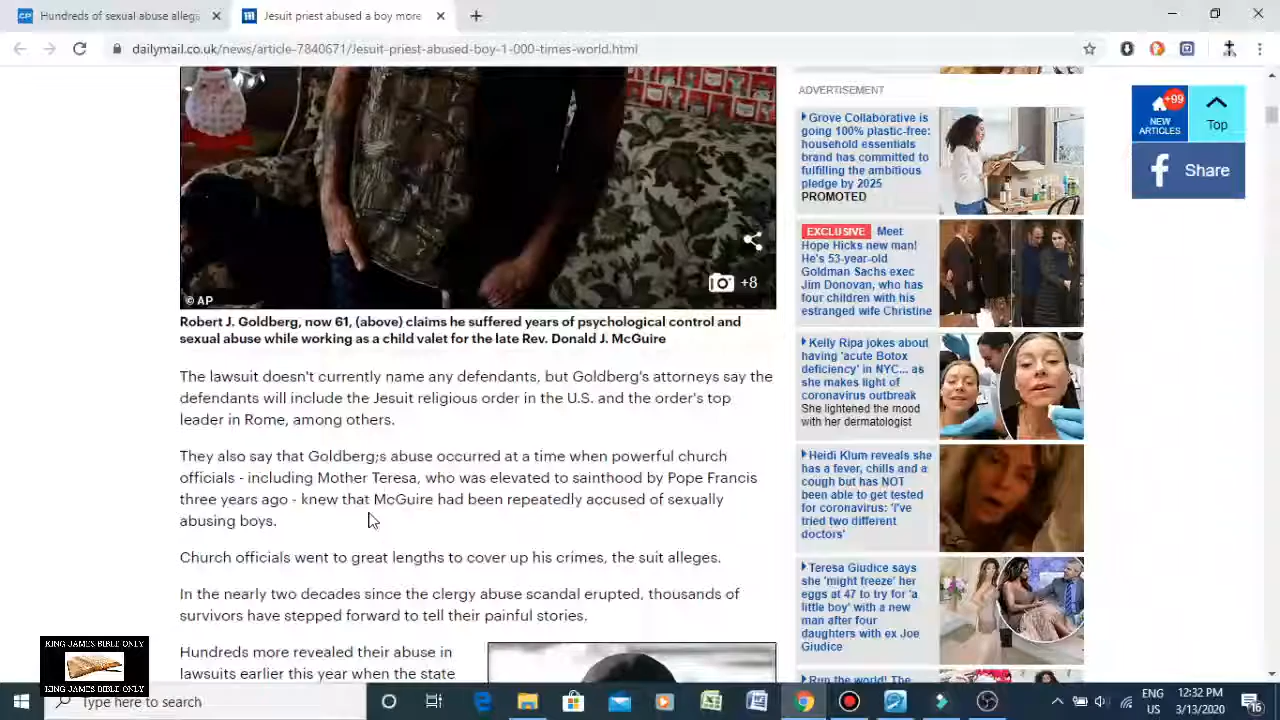 Hundreds of sexual abuse allega
Jesuit priest abused a boy more
dailymail.co.uk/news/article-7840671/Jesuit-priest-abused-boy-1-000-times-world.html
+8
© AP
Robert J. Goldberg, now 61, (above) claims he suffered years of psychological control and
sexual abuse while working as a child valet for the late Rev. Donald J. McGuire
The lawsuit doesn't currently name any defendants, but Goldberg's attorneys say the
defendants will include the Jesuit religious order in the U.S. and the order's top
leader in Rome, among others.
They also say that Goldberg;s abuse occurred at a time when powerful church
officials - including Mother Teresa, who was elevated to sainthood by Pope Francis
three years ago - knew that McGuire had been repeatedly accused of sexually
abusing boys.
Church officials went to great lengths to cover up his crimes, the suit alleges.
In the nearly two decades since the clergy abuse scandal erupted, thousands of
survivors have stepped forward to tell their painful stories.
Hundreds more revealed their abuse in
lawsuits earlier this year when the state
ADVERTISEMENT
Grove Collaborative is
going 100% plastic-free:
household essentials
brand has committed to
fulfilling the ambitious
pledge by 2025
PROMOTED
EXCLUSIVE Meet
Hope Hicks new man!
He's 53-year-old
Goldman Sachs exec
Jim Donovan, who has
four children with his
estranged wife Christine
Kelly Ripa jokes about
having 'acute Botox
deficiency' in NYC... as
she makes light of
coronavirus outbreak
She lightened the mood
with her dermatologist
Heidi Klum reveals she
has a fever, chills and a
cough but has NOT
been able to get tested
for coronavirus: 'I've
tried two different
doctors'
Teresa Giudice says
she 'might freeze' her
eggs at 47 to try for 'a
little boy' with a new
man after four
daughters with ex Joe
Giudice
Run the world! The
+99
NEW
ARTICLES
Top
Share
KING JAMES BIBLE ONLY
KING JAMES BIBLE ONLY
Type here to search
ENG
US
12:32 PM
3/13/2020
16